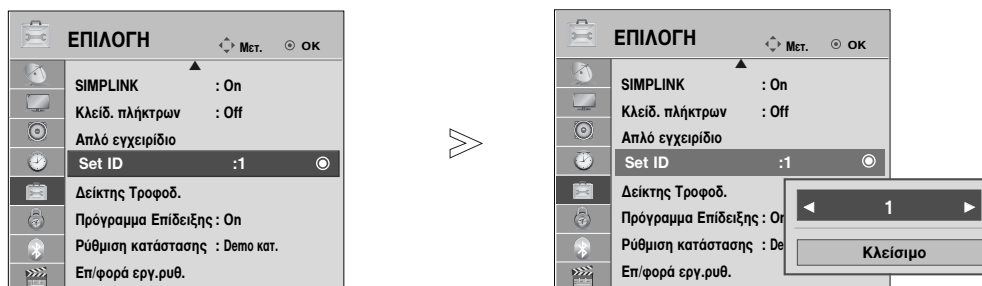 ΕΠΙΛΟΓΗ Μετ. OK
SIMPLINK : On
Κλείδ. πλήκτρων : Off
Απλό εγχειρίδιο
Set ID :1
Δείκτης Τροφοδ.
Πρόγραμμα Επίδειξης : On
Ρύθμιση κατάστασης : Demo κατ.
Επ/φορά εργ.ρυθ.
ΕΠΙΛΟΓΗ Μετ. OK
SIMPLINK : On
Κλείδ. πλήκτρων : Off
Απλό εγχειρίδιο
Set ID :1
Δείκτης Τροφοδ.
Πρόγραμμα Επίδειξης : On
Ρύθμιση κατάστασης : De
Επ/φορά εργ.ρυθ.
◄ 1 ►
Κλείσιμο